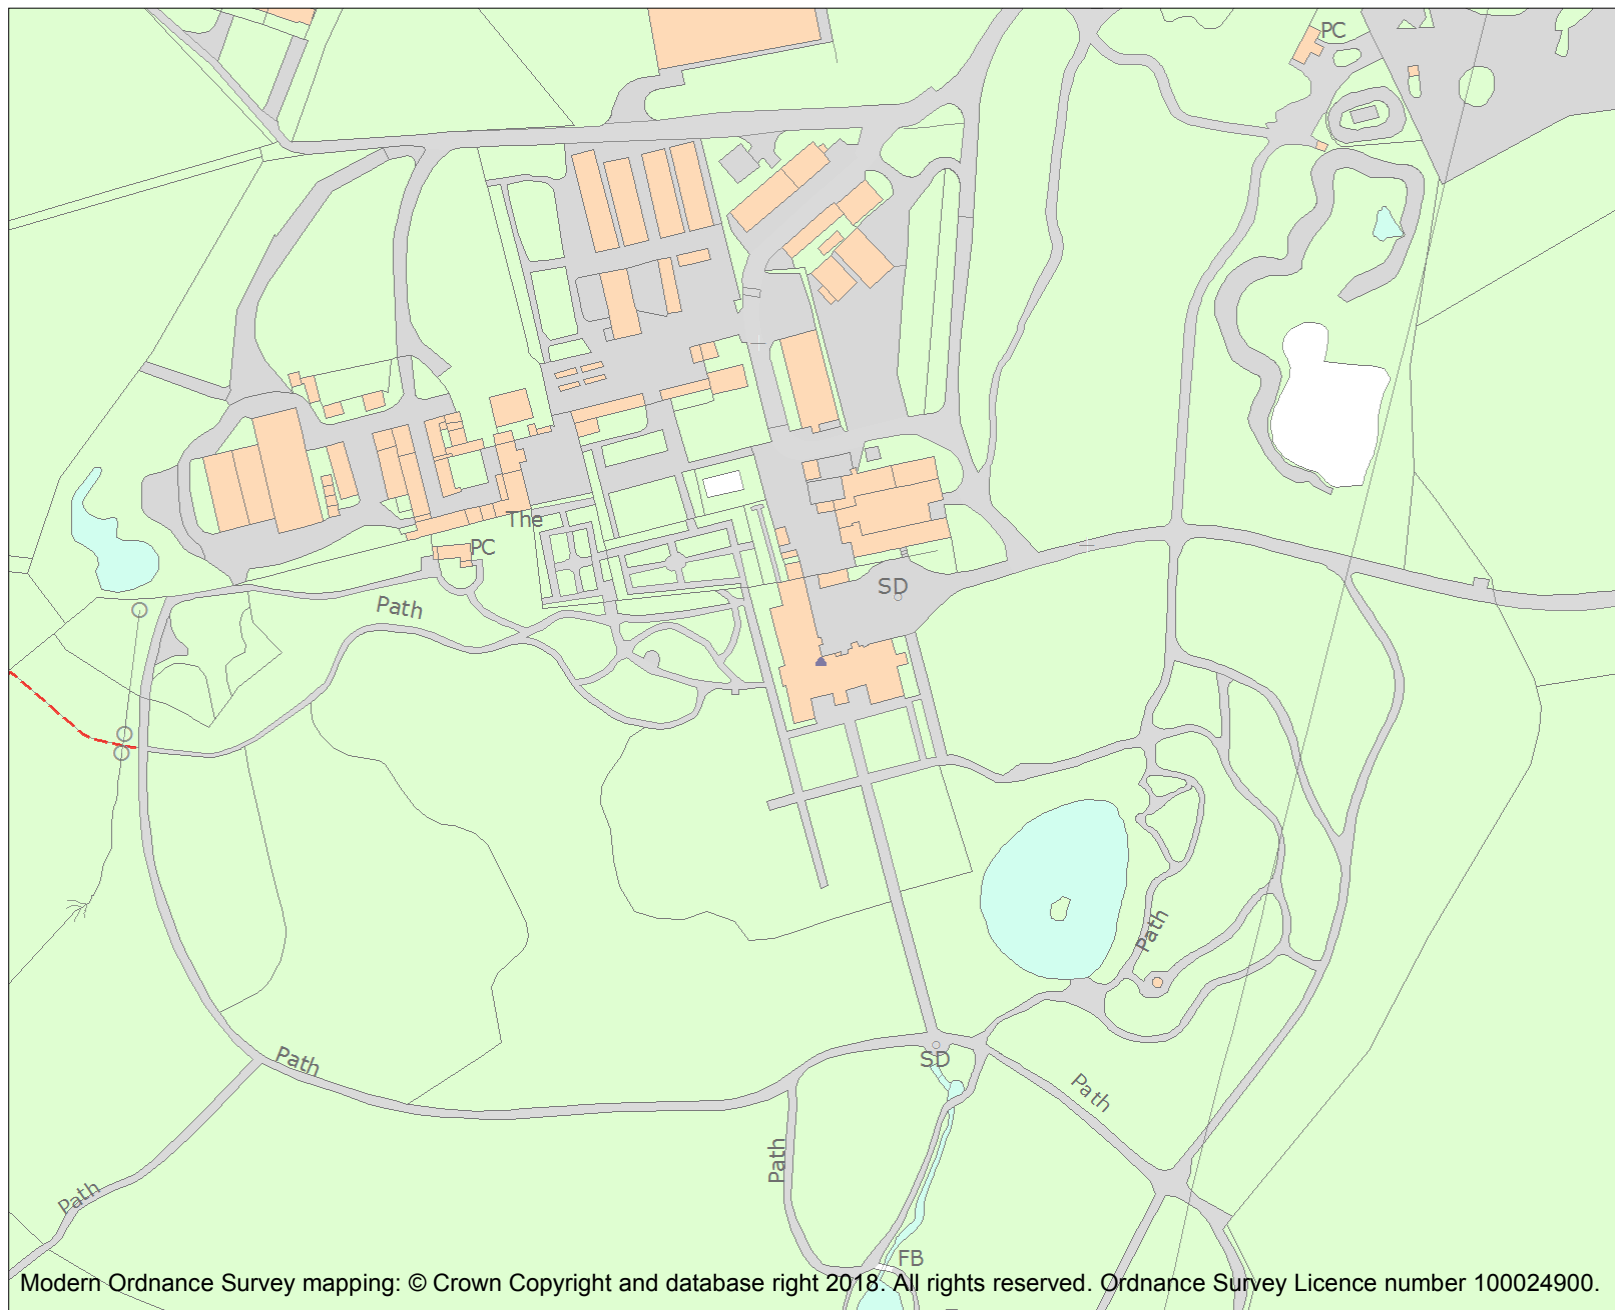 PC
The
PC
SD
Path
Path
Path
SD
Path
Path
Path
FB
Modern Ordnance Survey mapping: © Crown Copyright and database right 2018. All rights reserved. Ordnance Survey Licence number 100024900.